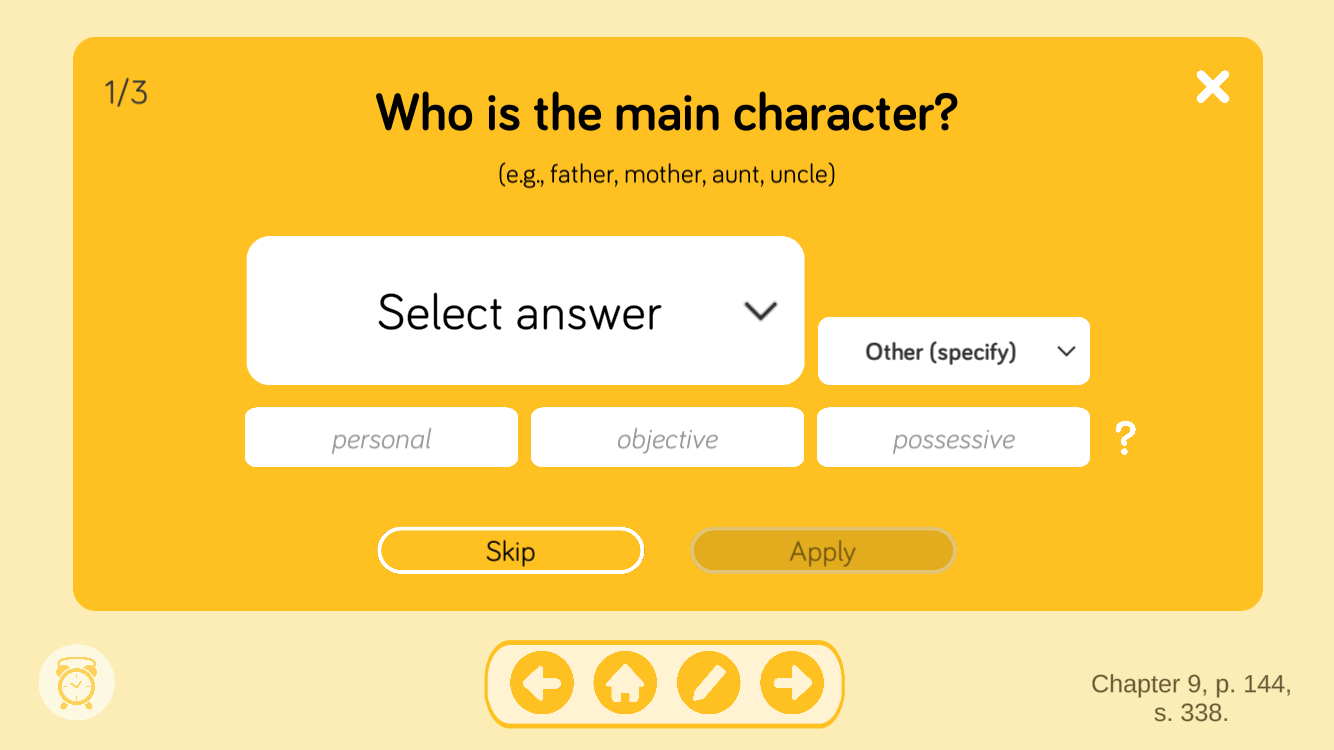 1/3
Who is the main character?
(e.g., father, mother, aunt, uncle)
Select answer
Other (specify)
personal
objective
possessive
?
Skip
Apply
Chapter 9, p. 144,
s. 338.